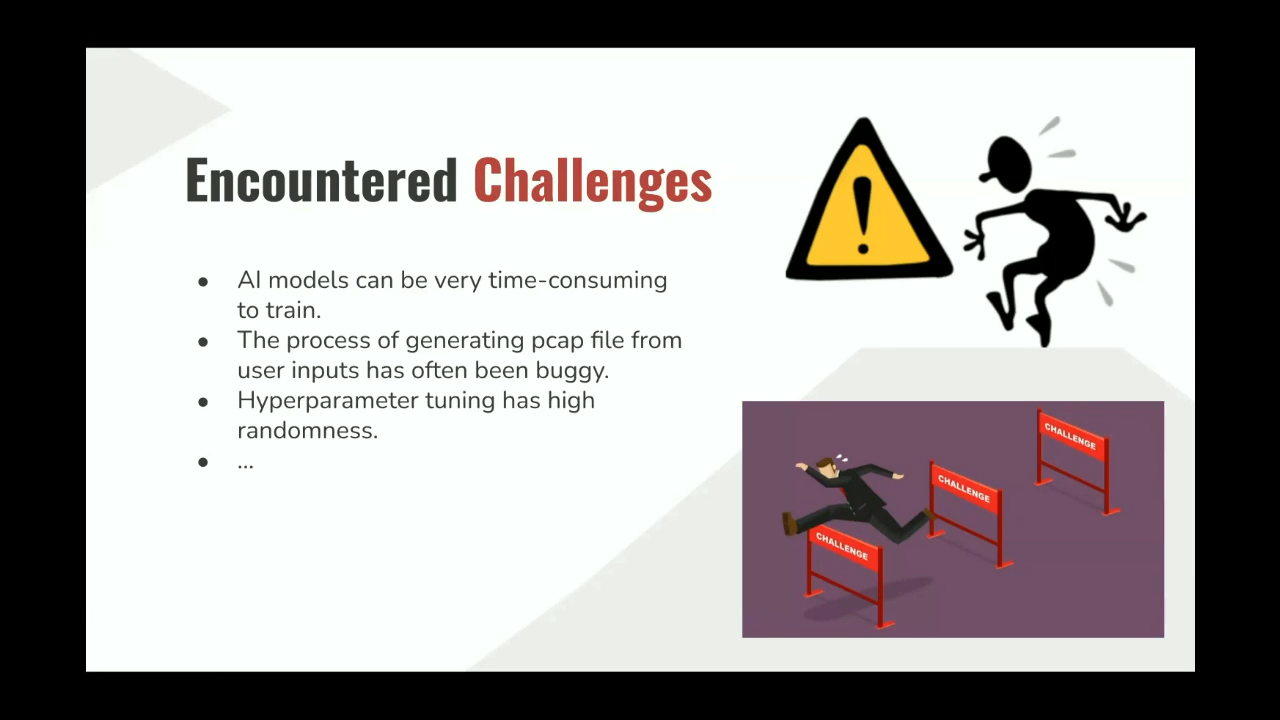 Encountered Challenges
● AI models can be very time-consuming
to train.
● The process of generating pcap file from
user inputs has often been buggy.
● Hyperparameter tuning has high
randomness.
● ...
!
CHALLENGE
CHALLENGE
CHALLENGE